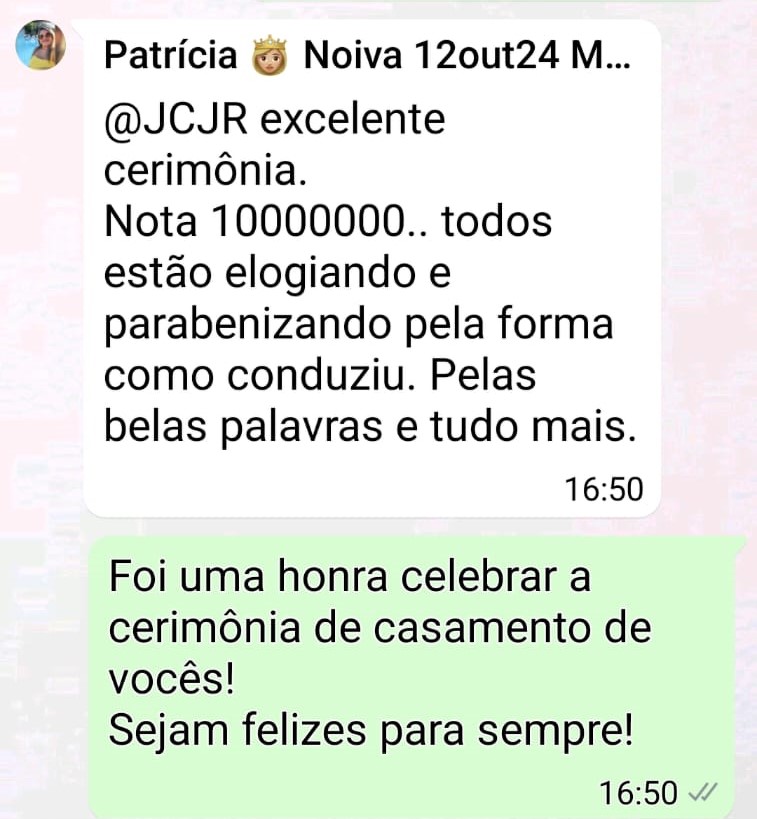 Patrícia 👸🏼 Noiva 12out24 M...
@JCJR excelente
cerimônia.
Nota 10000000.. todos
estão elogiando e
parabenizando pela forma
como conduziu. Pelas
belas palavras e tudo mais.
16:50
Foi uma honra celebrar a
cerimônia de casamento de
vocês!
Sejam felizes para sempre!
16:50